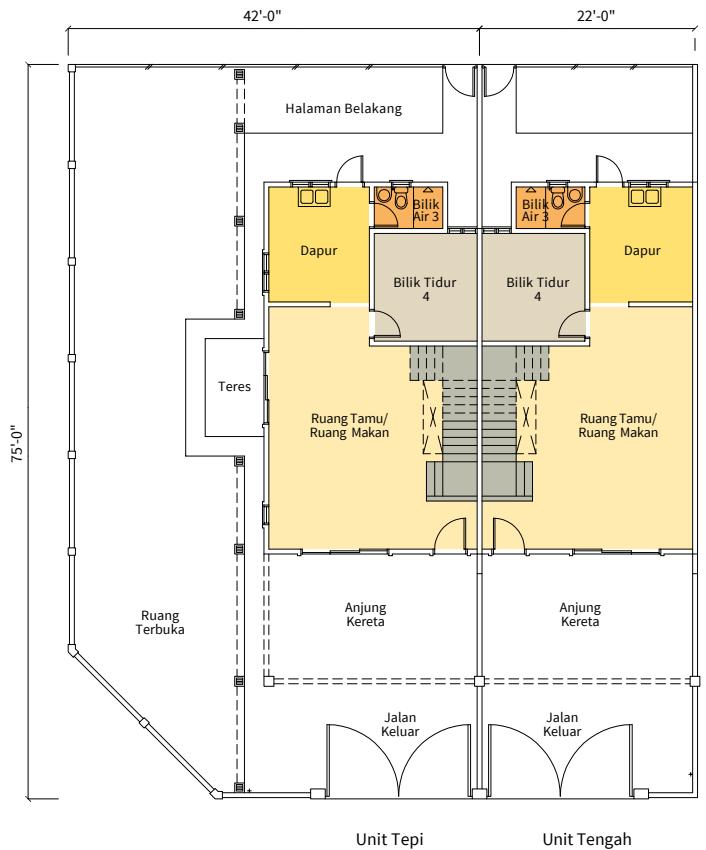 42'-0"
22'-0"
75'-0"
Halaman Belakang
Bilik
Air 3
Bilik
Air 3
Dapur
Dapur
Bilik Tidur
4
Bilik Tidur
4
Teres
Ruang Tamu/
Ruang Makan
Ruang Tamu/
Ruang Makan
Ruang
Terbuka
Anjung
Kereta
Anjung
Kereta
Jalan
Keluar
Jalan
Keluar
Unit Tepi
Unit Tengah